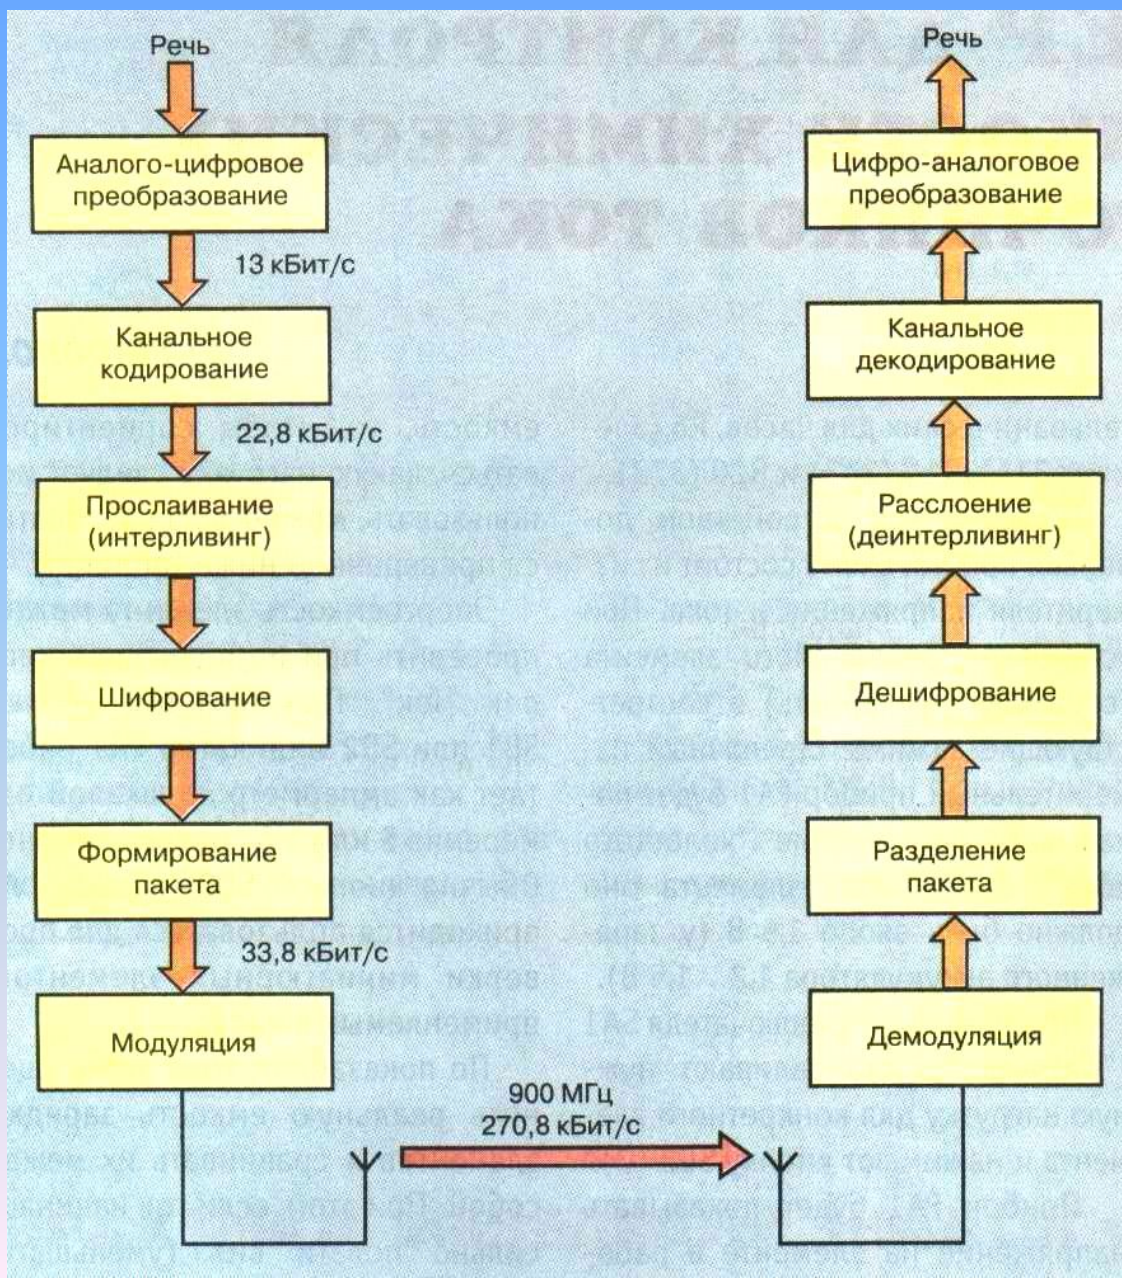 Речь
Аналого-цифровое
преобразование
13 кБит/с
Канальное
кодирование
22,8 кБит/с
Прослаивание
(интерливинг)
Шифрование
Формирование
пакета
33,8 кБит/с
Модуляция
900 МГц
270,8 кБит/с
Речь
Цифро-аналоговое
преобразование
Канальное
декодирование
Расслоение
(деинтерливинг)
Дешифрование
Разделение
пакета
Демодуляция